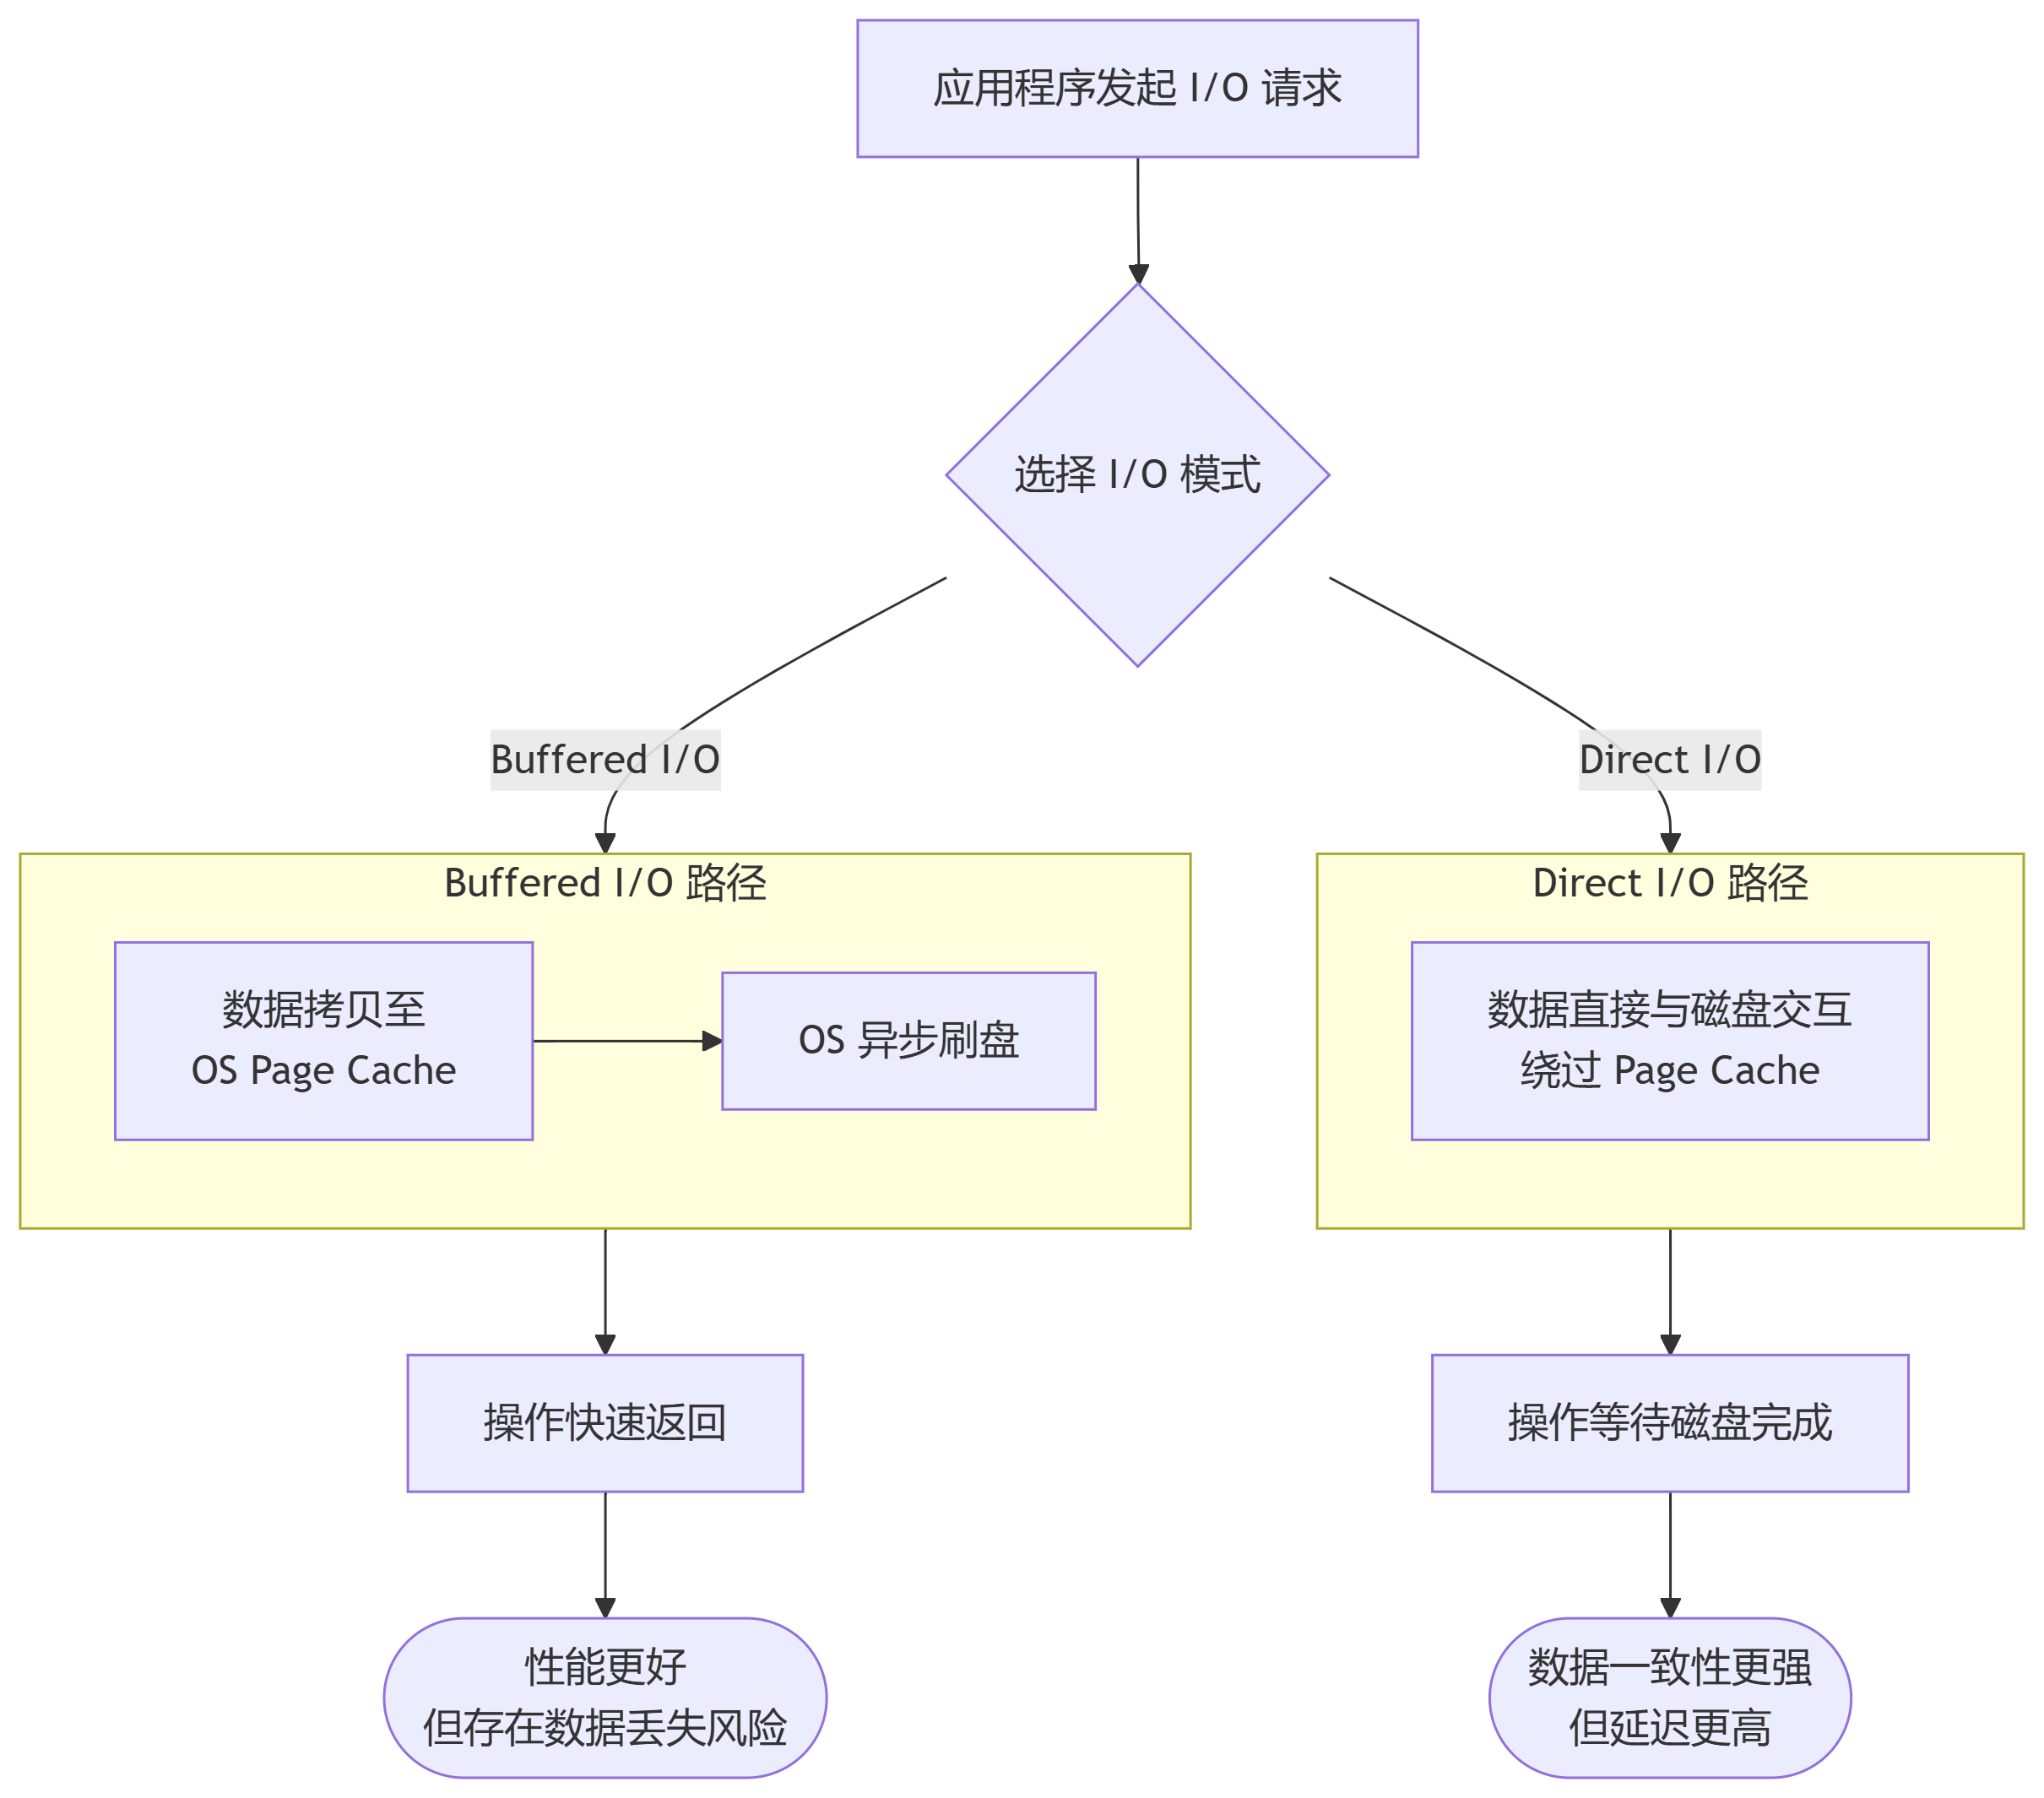 应用程序发起 I/O 请求
选择 I/O 模式
Buffered I/O
Direct I/O
Buffered I/O 路径
数据拷贝至
OS Page Cache
OS 异步刷盘
Direct I/O 路径
数据直接与磁盘交互
绕过 Page Cache
操作快速返回
操作等待磁盘完成
性能更好
但存在数据丢失风险
数据一致性更强
但延迟更高